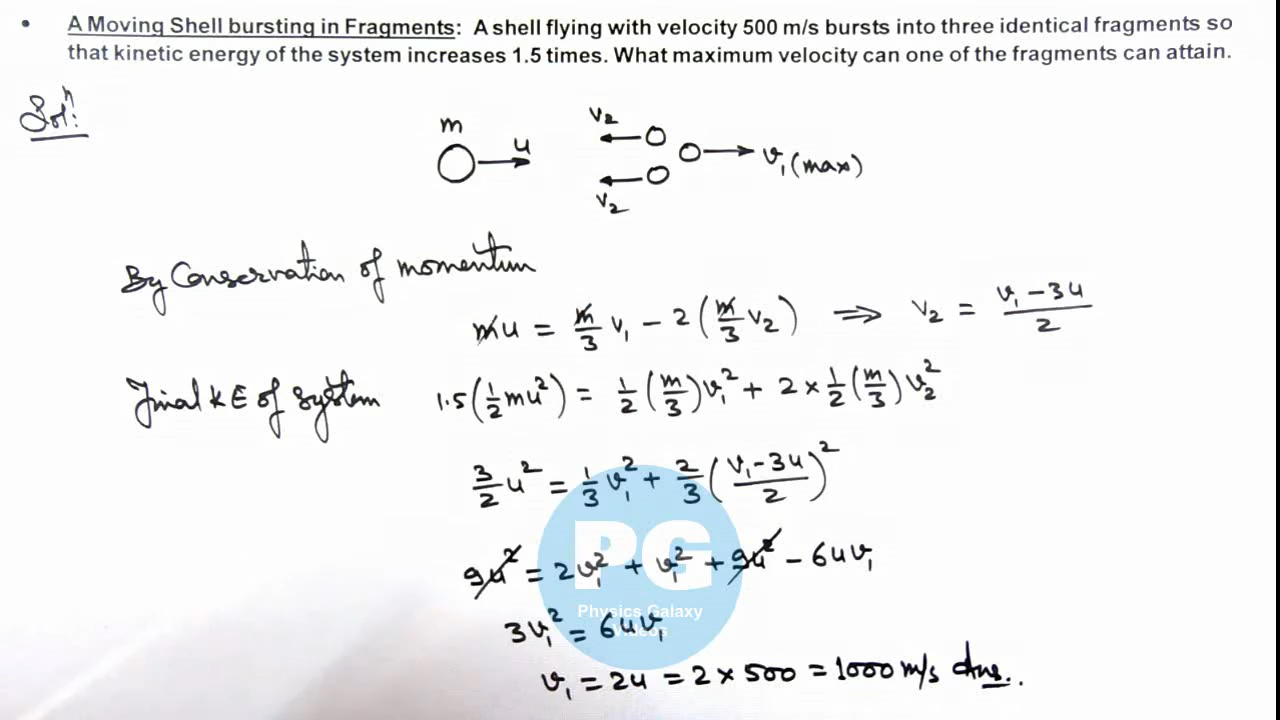 • A Moving Shell bursting in Fragments: A shell flying with velocity 500 m/s bursts into three identical fragments so
that kinetic energy of the system increases 1.5 times. What maximum velocity can one of the fragments can attain.
Solⁿ:
m
u
v₂
v₂
v₁(max)
By Conservation of momentum
mu = m/3 v₁ − 2(m/3 v₂) ⇒ v₂ = (v₁ − 3u)/2
Final KE of system 1.5(1/2 mu²) = 1/2 (m/3)v₁² + 2 × 1/2 (m/3) v₂²
3/2 u² = 1/3 v₁² + 2/3 ((v₁ − 3u)/2)²
9u² = 2v₁² + v₁² + 9u² − 6uv₁
PG
Physics Galaxy
Videos
3v₁² = 6uv₁
v₁ = 2u = 2 × 500 = 1000 m/s Ans..